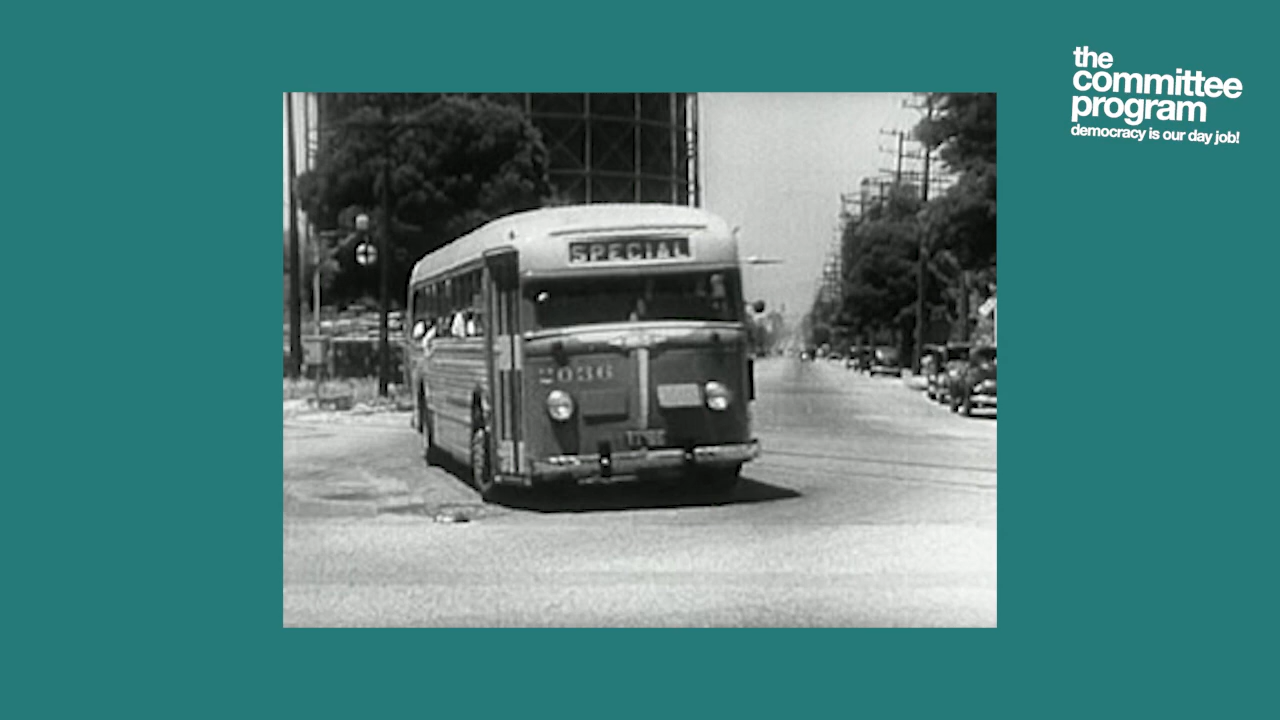 the
committee
program
democracy is our day job!
SPECIAL
2036